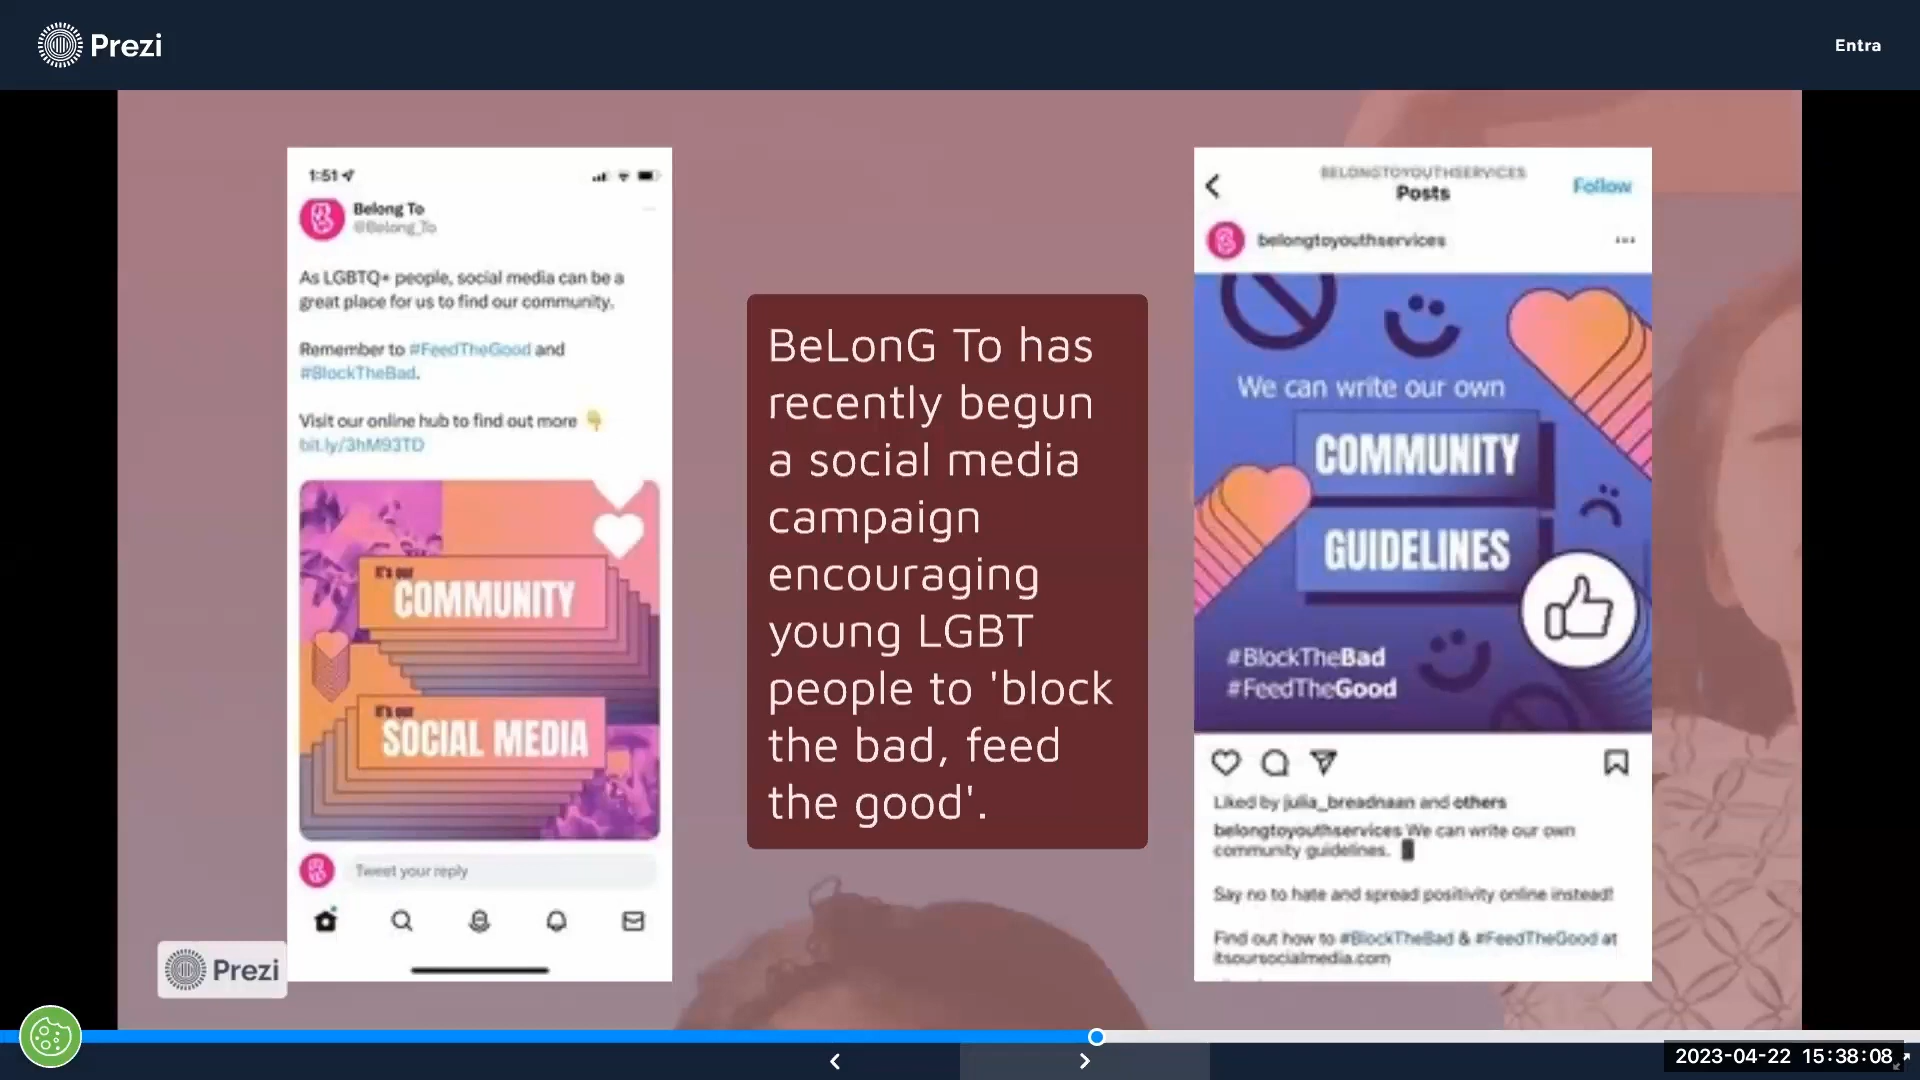 Prezi
Entra
1:51
Belong To
@Belong_To
As LGBTQ+ people, social media can be a
great place for us to find our community.
Remember to #FeedTheGood and
#BlockTheBad.
Visit our online hub to find out more 👇
bit.ly/3hM93TD
It's our
COMMUNITY
It's our
SOCIAL MEDIA
Tweet your reply
Prezi
BeLonG To has
recently begun
a social media
campaign
encouraging
young LGBT
people to 'block
the bad, feed
the good'.
BELONGTOYOUTHSERVICES
Posts
Follow
belongtoyouthservices
We can write our own
COMMUNITY
GUIDELINES
#BlockTheBad
#FeedTheGood
Liked by julia_breadnaan and others
belongtoyouthservices We can write our own
community guidelines.
Say no to hate and spread positivity online instead!
Find out how to #BlockTheBad & #FeedTheGood at
itsoursocialmedia.com
2023-04-22 15:38:08